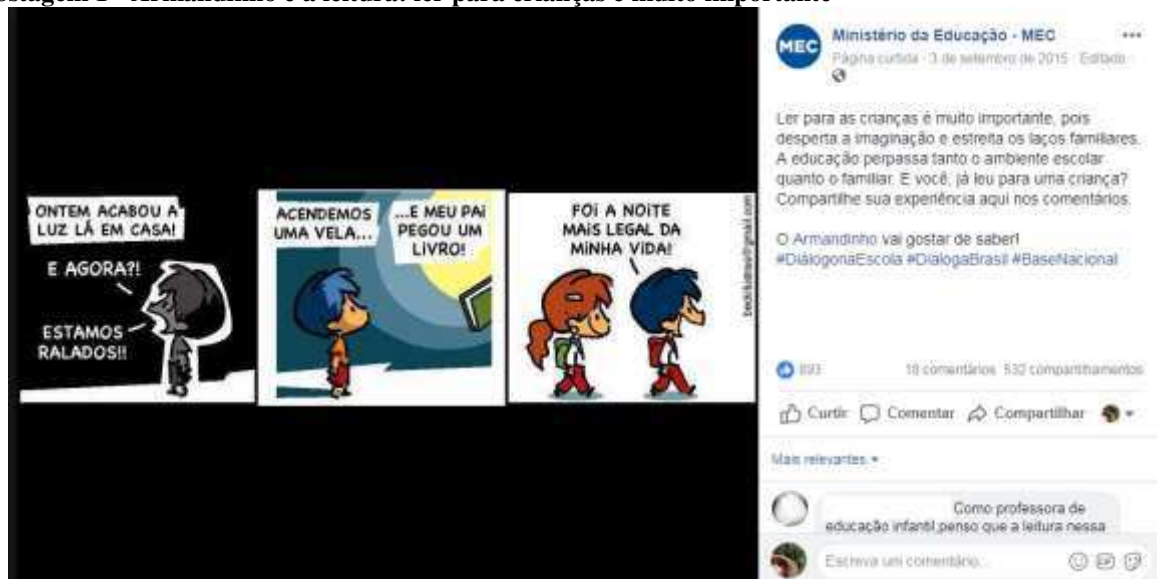 ONTEM ACABOU A
LUZ LÁ EM CASA!
E AGORA?!
ESTAMOS
RALADOS!!
ACENDEMOS
UMA VELA...
...E MEU PAI
PEGOU UM
LIVRO!
FOI A NOITE
MAIS LEGAL DA
MINHA VIDA!
MEC
Ministério da Educação - MEC
Página curtida · 3 de setembro de 2015 · Editado
Ler para as crianças é muito importante, pois
desperta a imaginação e estreita os laços familiares.
A educação perpassa tanto o ambiente escolar
quanto o familiar. E você, já leu para uma criança?
Compartilhe sua experiência aqui nos comentários.
O Armandinho vai gostar de saber!
#DiálogonaEscola #DialogaBrasil #BaseNacional
893
18 comentários 532 compartilhamentos
Curtir Comentar Compartilhar
Mais relevantes
Como professora de
educação infantil,penso que a leitura nessa
Escreva um comentário...
GIF